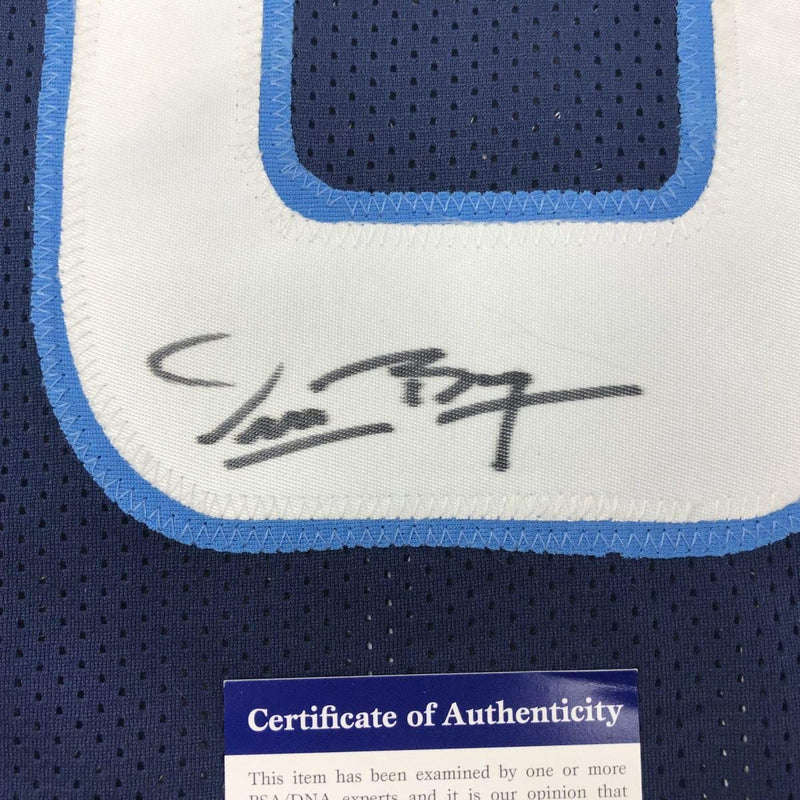 Certificate of Authenticity
This item has been examined by one or more
PSA/DNA experts and it is our opinion that